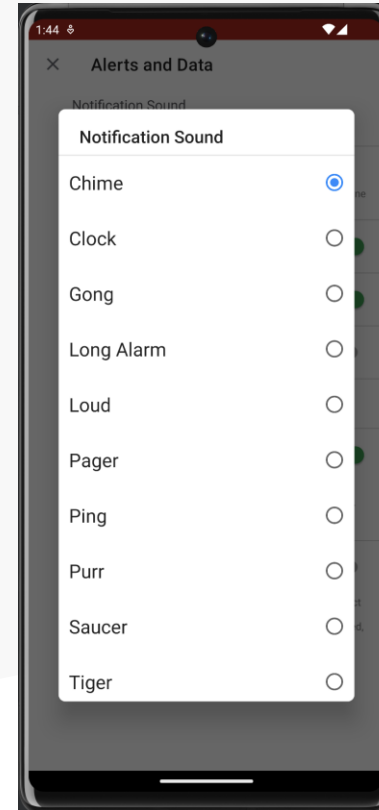 1:44
Alerts and Data
Notification Sound
Notification Sound
Chime
Clock
Gong
Long Alarm
Loud
Pager
Ping
Purr
Saucer
Tiger